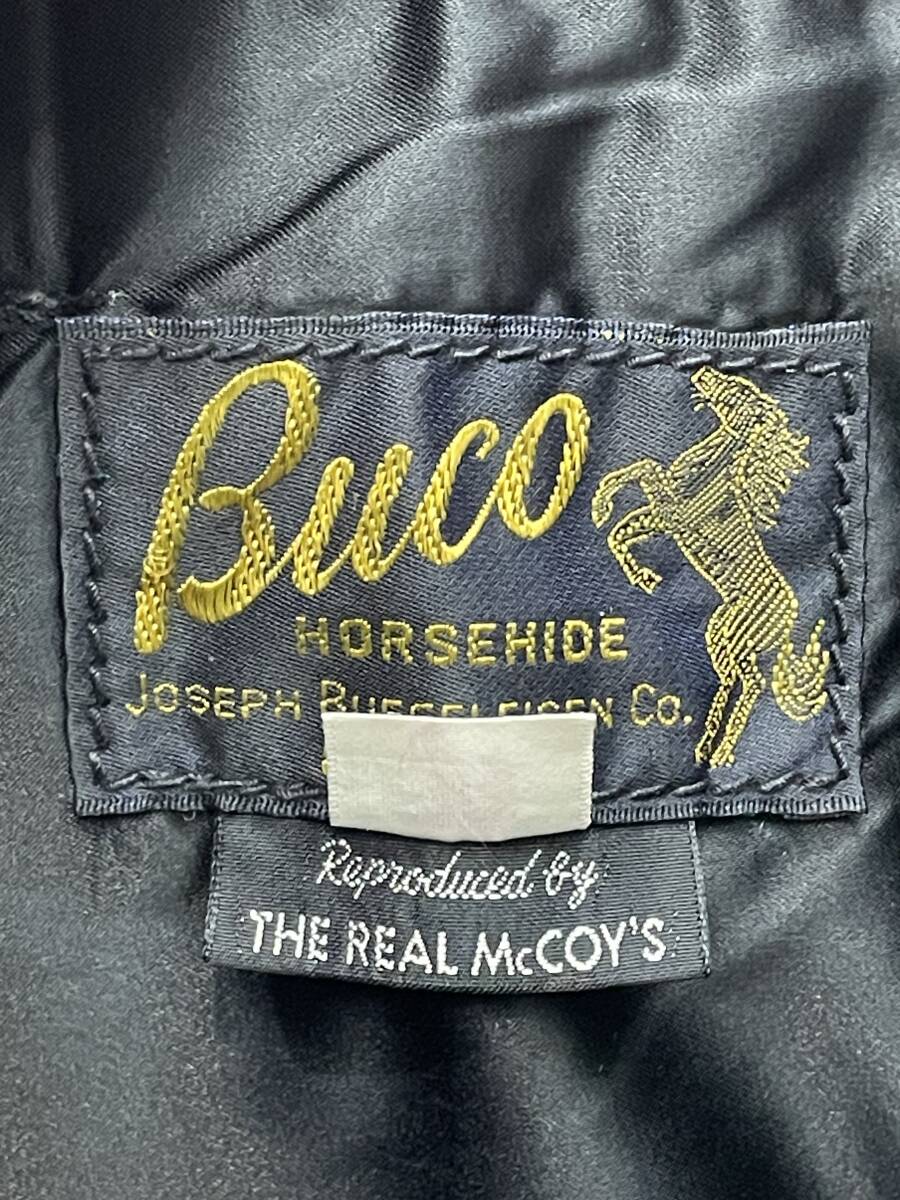 Buco
HORSEHIDE
JOSEPH BUEGELEISEN CO.
Reproduced by
THE REAL McCOY'S